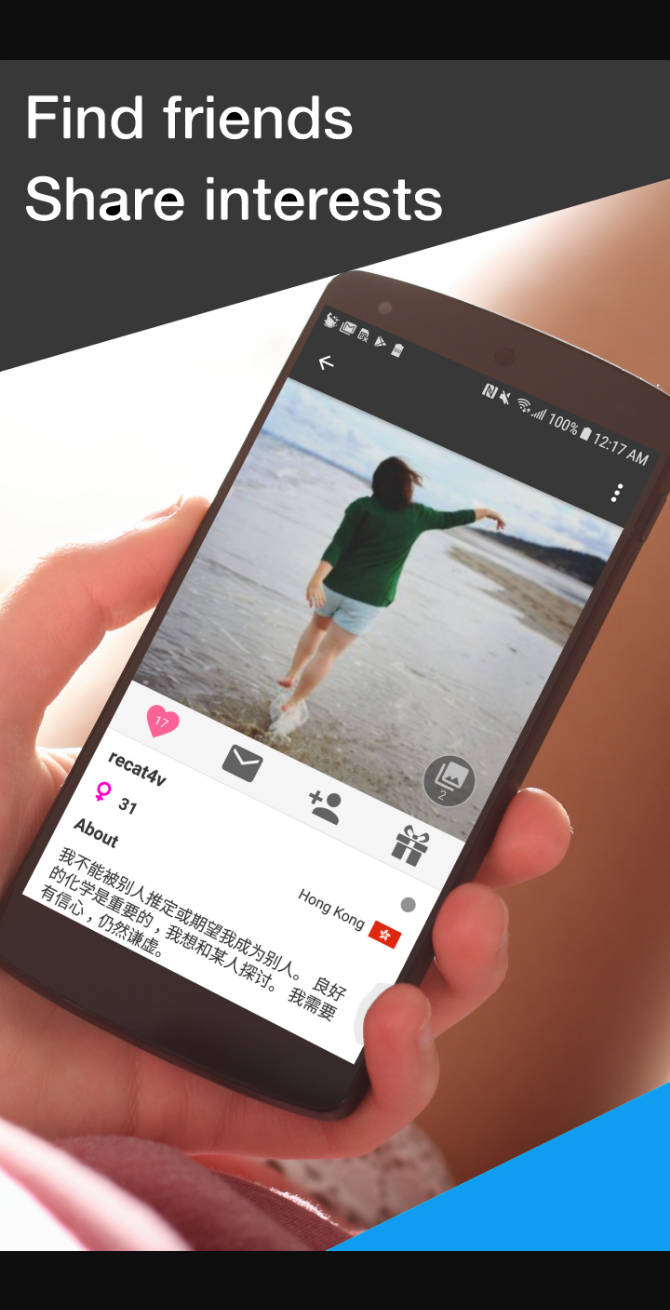 Find friends
Share interests
100% 12:17 AM
17
2
recat4v
31
Hong Kong
About
我不能被别人推定或期望我成为别人。 良好
的化学是重要的，我想和某人探讨。 我需要
有信心，仍然谦虚。